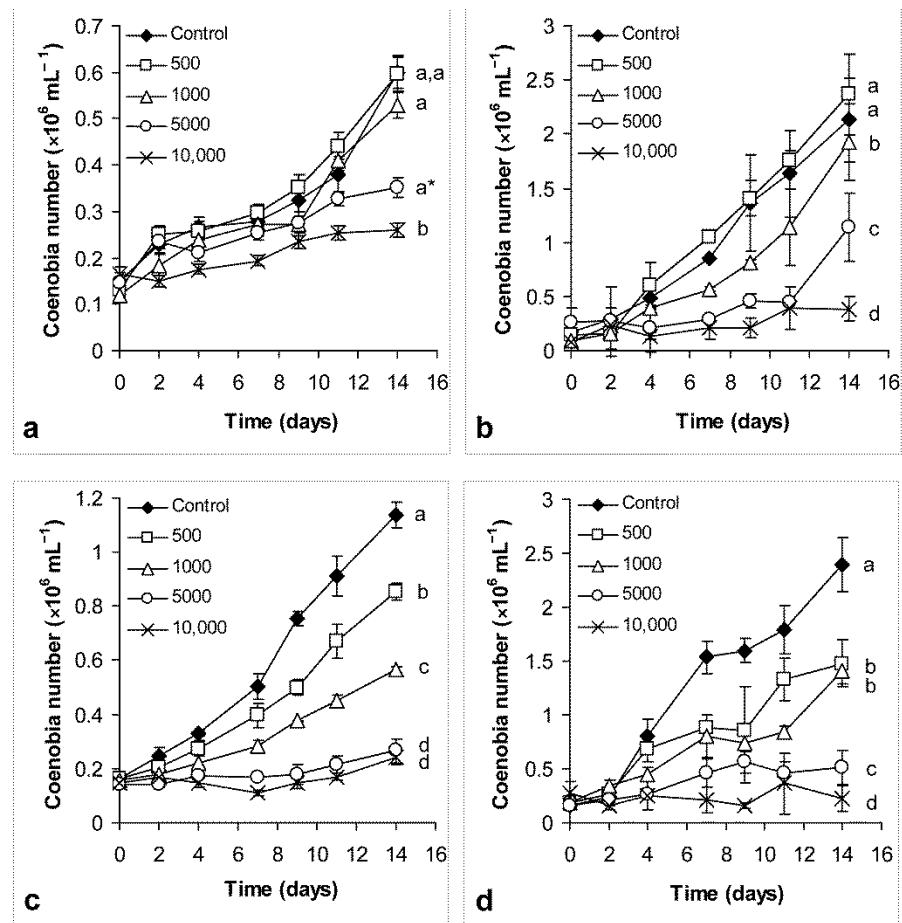 0.7
0.6
0.5
0.4
0.3
0.2
0.1
0
Coenobia number (×10⁶ mL⁻¹)
Control
500
1000
5000
10,000
a,a
a
a*
b
0 2 4 6 8 10 12 14 16
Time (days)
a
3
2.5
2
1.5
1
0.5
0
Coenobia number (×10⁶ mL⁻¹)
Control
500
1000
5000
10,000
a
a
b
c
d
0 2 4 6 8 10 12 14 16
Time (days)
b
1.2
1
0.8
0.6
0.4
0.2
0
Coenobia number (×10⁶ mL⁻¹)
Control
500
1000
5000
10,000
a
b
c
d
d
0 2 4 6 8 10 12 14 16
Time (days)
c
3
2.5
2
1.5
1
0.5
0
Coenobia number (×10⁶ mL⁻¹)
Control
500
1000
5000
10,000
a
b
b
c
d
0 2 4 6 8 10 12 14 16
Time (days)
d